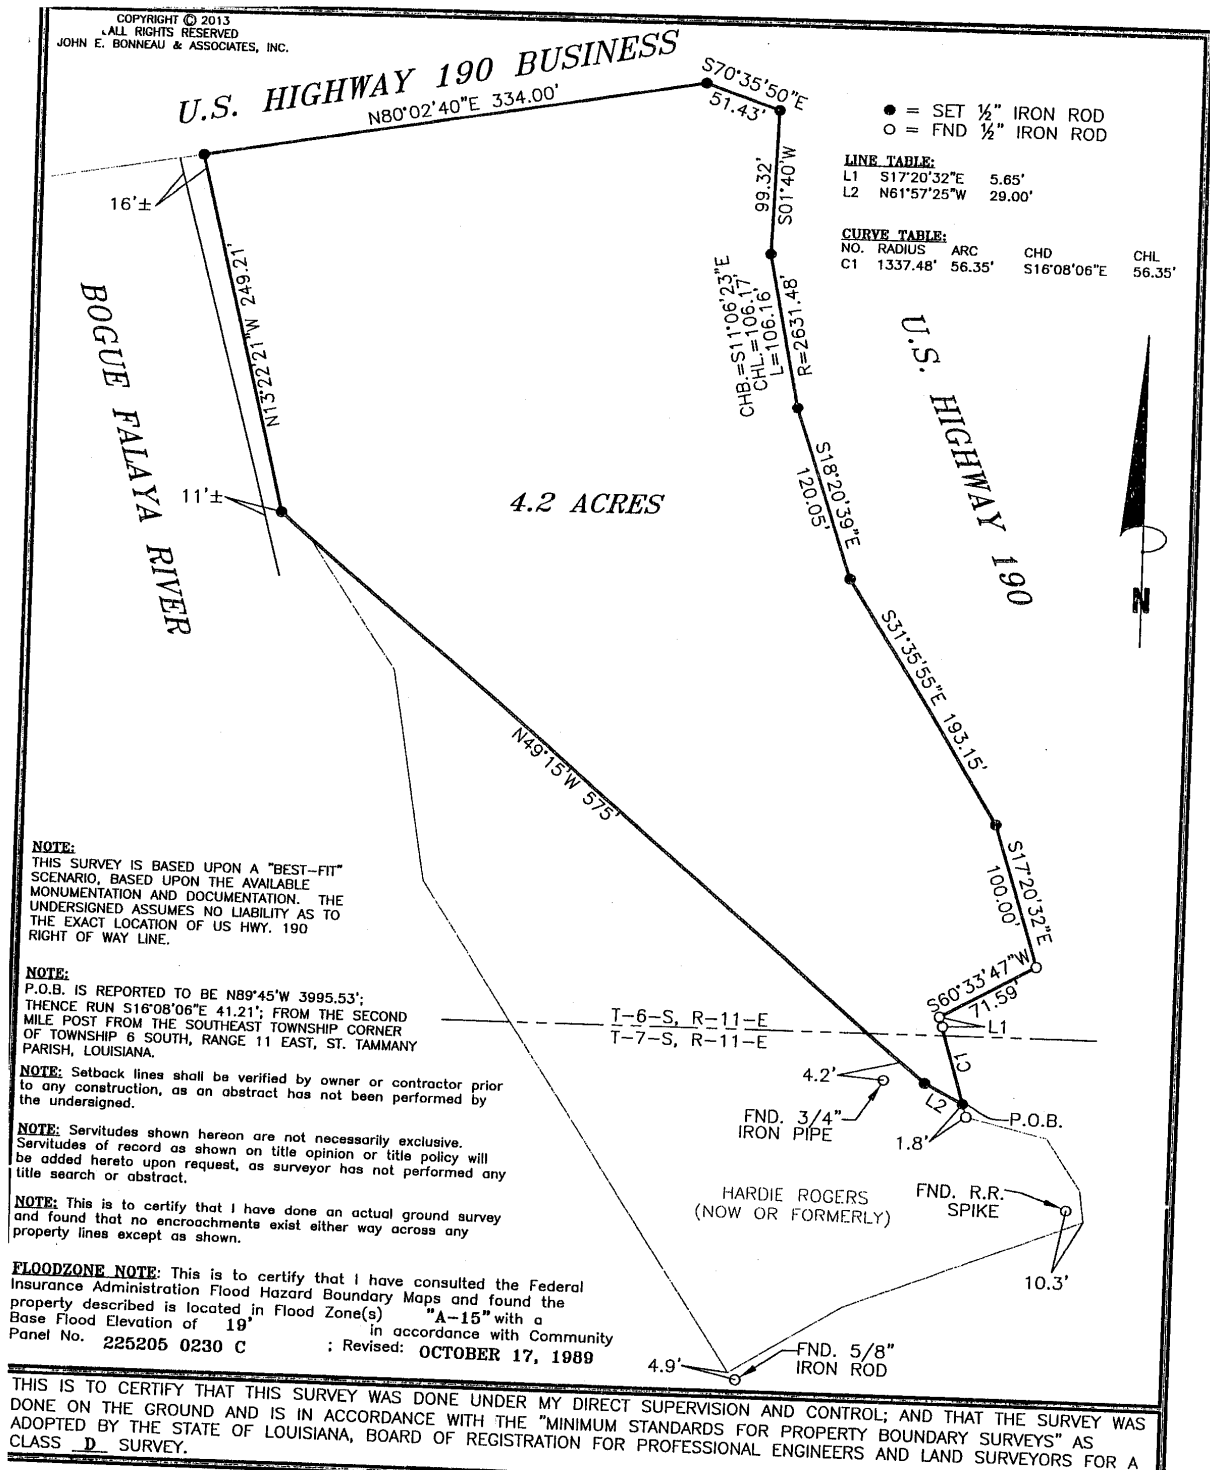 COPYRIGHT © 2013
ALL RIGHTS RESERVED
JOHN E. BONNEAU & ASSOCIATES, INC.
U.S. HIGHWAY 190 BUSINESS
N80°02'40"E 334.00'
S70°35'50"E
51.43'
● = SET ½" IRON ROD
○ = FND ½" IRON ROD
LINE TABLE:
L1 S17°20'32"E 5.65'
L2 N61°57'25"W 29.00'
CURVE TABLE:
NO. RADIUS ARC CHD CHL
C1 1337.48' 56.35' S16°08'06"E 56.35'
16'±
99.32'
S01°40'W
N13°22'21"W 249.21'
CHB.=S11°06'23"E
CHL.=106.17'
L=106.16'
R=2631.48'
BOGUE FALAYA RIVER
U.S. HIGHWAY 190
11'±
4.2 ACRES
S18°20'39"E
120.05'
N
S31°35'55"E 193.15'
N49°15'W 575'
S17°20'32"E
100.00'
S60°33'47"W
71.59'
L1
T-6-S, R-11-E
T-7-S, R-11-E
C1
4.2'
L2
P.O.B.
FND. 3/4"
IRON PIPE
1.8'
HARDIE ROGERS
(NOW OR FORMERLY)
FND. R.R.
SPIKE
10.3'
FND. 5/8"
IRON ROD
4.9'
NOTE:
THIS SURVEY IS BASED UPON A "BEST-FIT"
SCENARIO, BASED UPON THE AVAILABLE
MONUMENTATION AND DOCUMENTATION. THE
UNDERSIGNED ASSUMES NO LIABILITY AS TO
THE EXACT LOCATION OF US HWY. 190
RIGHT OF WAY LINE.
NOTE:
P.O.B. IS REPORTED TO BE N89°45'W 3995.53';
THENCE RUN S16°08'06"E 41.21'; FROM THE SECOND
MILE POST FROM THE SOUTHEAST TOWNSHIP CORNER
OF TOWNSHIP 6 SOUTH, RANGE 11 EAST, ST. TAMMANY
PARISH, LOUISIANA.
NOTE: Setback lines shall be verified by owner or contractor prior
to any construction, as an abstract has not been performed by
the undersigned.
NOTE: Servitudes shown hereon are not necessarily exclusive.
Servitudes of record as shown on title opinion or title policy will
be added hereto upon request, as surveyor has not performed any
title search or abstract.
NOTE: This is to certify that I have done an actual ground survey
and found that no encroachments exist either way across any
property lines except as shown.
FLOODZONE NOTE: This is to certify that I have consulted the Federal
Insurance Administration Flood Hazard Boundary Maps and found the
property described is located in Flood Zone(s) "A-15" with a
Base Flood Elevation of 19' in accordance with Community
Panel No. 225205 0230 C ; Revised: OCTOBER 17, 1989
THIS IS TO CERTIFY THAT THIS SURVEY WAS DONE UNDER MY DIRECT SUPERVISION AND CONTROL; AND THAT THE SURVEY WAS
DONE ON THE GROUND AND IS IN ACCORDANCE WITH THE "MINIMUM STANDARDS FOR PROPERTY BOUNDARY SURVEYS" AS
ADOPTED BY THE STATE OF LOUISIANA, BOARD OF REGISTRATION FOR PROFESSIONAL ENGINEERS AND LAND SURVEYORS FOR A
CLASS D SURVEY.